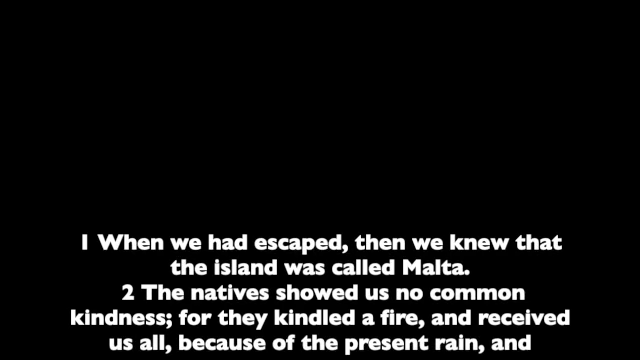 1 When we had escaped, then we knew that
the island was called Malta.
2 The natives showed us no common
kindness; for they kindled a fire, and received
us all, because of the present rain, and